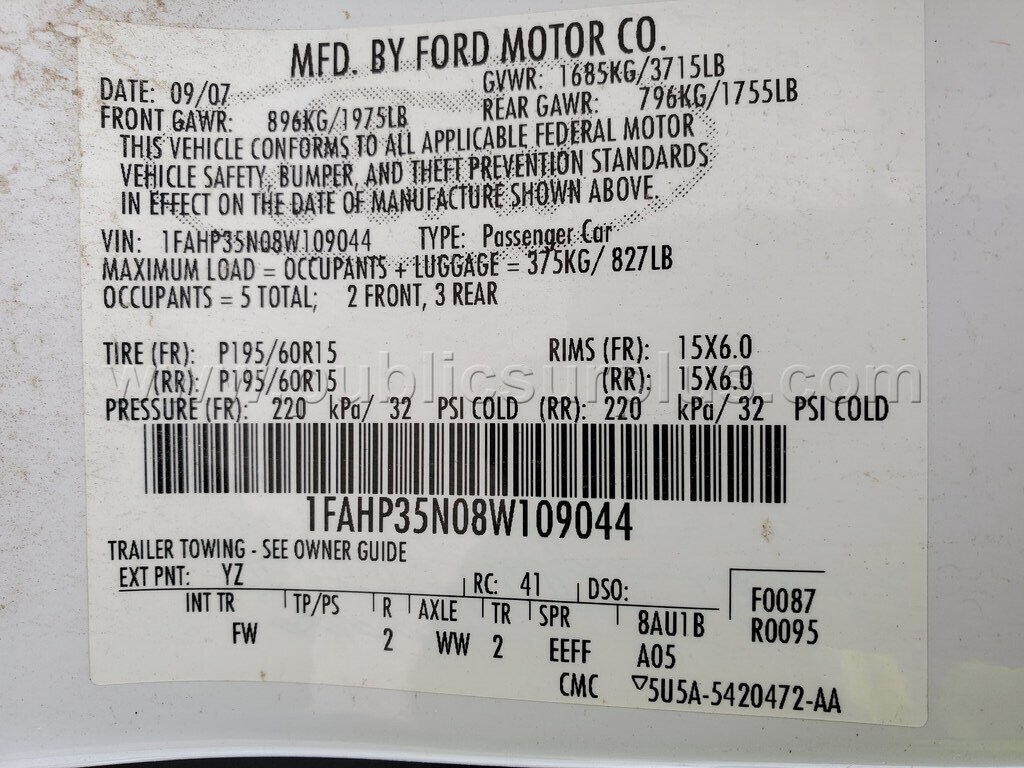 MFD. BY FORD MOTOR CO.
DATE: 09/07 GVWR: 1685KG/3715LB
FRONT GAWR: 896KG/1975LB REAR GAWR: 796KG/1755LB
THIS VEHICLE CONFORMS TO ALL APPLICABLE FEDERAL MOTOR
VEHICLE SAFETY, BUMPER, AND THEFT PREVENTION STANDARDS
IN EFFECT ON THE DATE OF MANUFACTURE SHOWN ABOVE.
VIN: 1FAHP35N08W109044 TYPE: Passenger Car
MAXIMUM LOAD = OCCUPANTS + LUGGAGE = 375KG/ 827LB
OCCUPANTS = 5 TOTAL; 2 FRONT, 3 REAR
TIRE (FR): P195/60R15 RIMS (FR): 15X6.0
(RR): P195/60R15 (RR): 15X6.0
www.publicsurplus.com
PRESSURE (FR): 220 kPa/ 32 PSI COLD (RR): 220 kPa/ 32 PSI COLD
1FAHP35N08W109044
TRAILER TOWING - SEE OWNER GUIDE
EXT PNT: YZ RC: 41 DSO: F0087
INT TR TP/PS R AXLE TR SPR 8AU1B R0095
FW 2 WW 2 EEFF A05
CMC ▽5U5A-5420472-AA